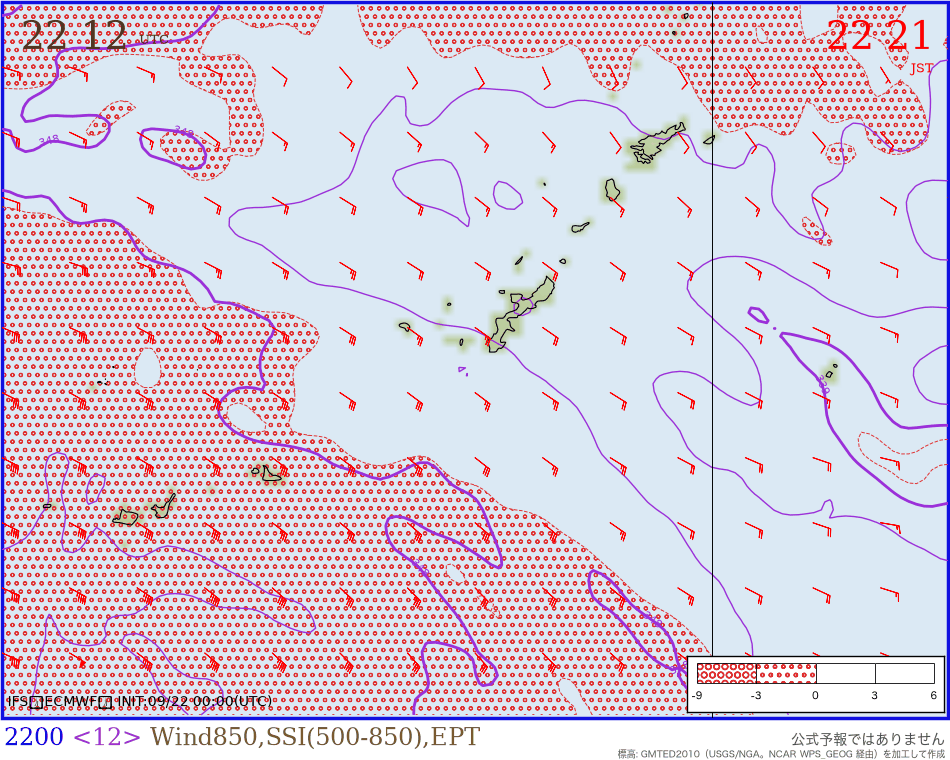 22 12 UTC
22 21
JST
348
348
339
IFS□ECMWF□ INIT:09/22 00:00(UTC)
-9 -3 0 3 6
2200 <12> Wind850,SSI(500-850),EPT
公式予報ではありません
標高: GMTED2010（USGS/NGA。NCAR WPS_GEOG 経由）を加工して作成